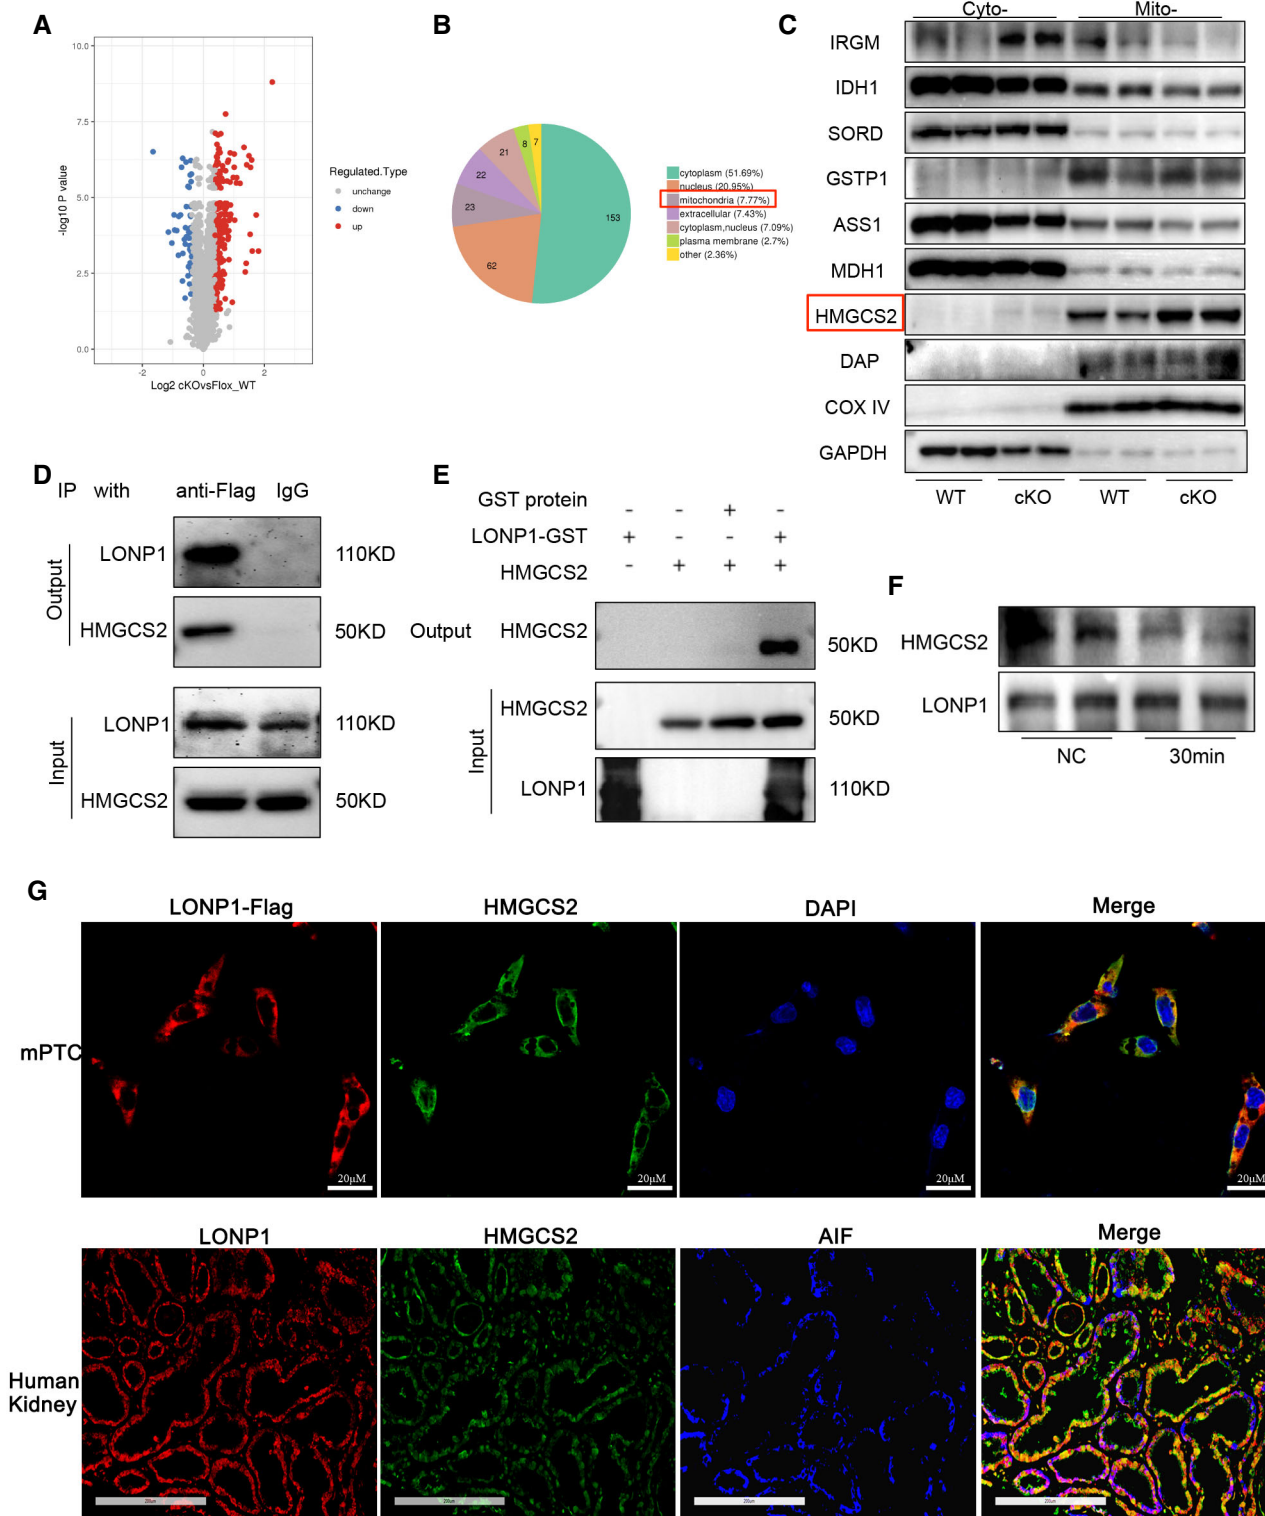 A
10.0
7.5
5.0
2.5
0.0
-log10 P value
-2 0 2
Log2 cKOvsFlox_WT
Regulated.Type
unchange
down
up
B
7
8
21
22
23
62
153
cytoplasm (51.69%)
nucleus (20.95%)
mitochondria (7.77%)
extracellular (7.43%)
cytoplasm,nucleus (7.09%)
plasma membrane (2.7%)
other (2.36%)
C
Cyto- Mito-
IRGM
IDH1
SORD
GSTP1
ASS1
MDH1
HMGCS2
DAP
COX IV
GAPDH
WT cKO WT cKO
D
IP with anti-Flag IgG
Output
LONP1 110KD
HMGCS2 50KD
Input
LONP1 110KD
HMGCS2 50KD
E
GST protein - - + -
LONP1-GST + - - +
HMGCS2 - + + +
Output HMGCS2 50KD
Input
HMGCS2 50KD
LONP1 110KD
F
HMGCS2
LONP1
NC 30min
G
LONP1-Flag HMGCS2 DAPI Merge
mPTC
20μM 20μM 20μM 20μM
LONP1 HMGCS2 AIF Merge
Human
Kidney
200um 200um 200um 200um